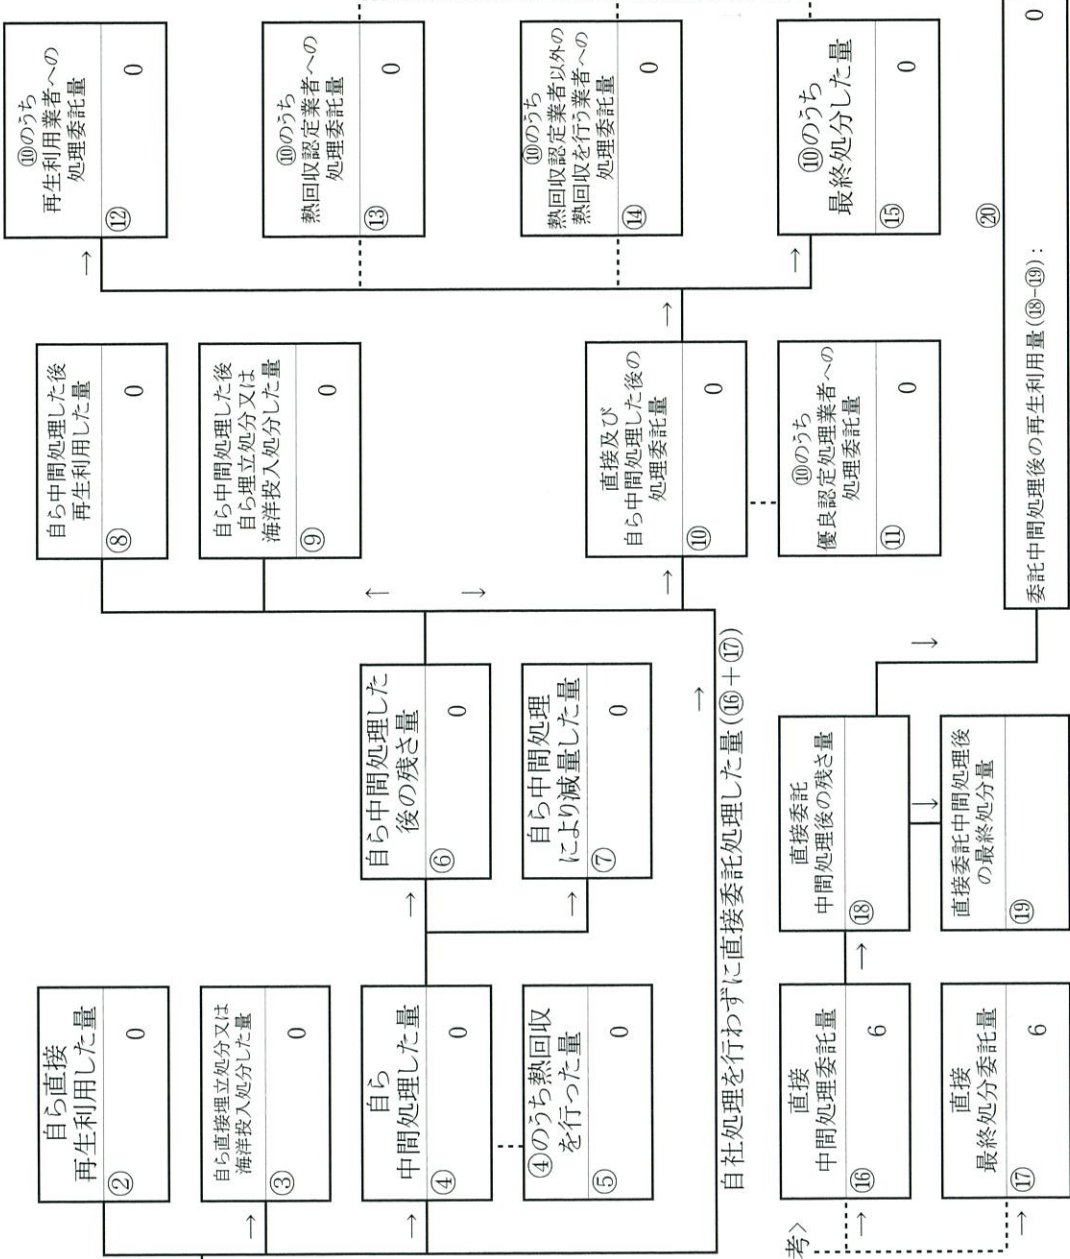 自ら直接
再生利用した量
② 0
自ら直接埋立処分又は
海洋投入処分した量
③ 0
自ら
中間処理した量
④ 0
④のうち熱回収
を行った量
⑤ 0
自ら中間処理した
後の残さ量
⑥ 0
自ら中間処理
により減量した量
⑦ 0
自ら中間処理した後
再生利用した量
⑧ 0
自ら中間処理した後
自ら埋立処分又は
海洋投入処分した量
⑨ 0
直接及び
自ら中間処理した後の
処理委託量
⑩ 0
⑩のうち
優良認定処理業者への
処理委託量
⑪ 0
⑩のうち
再生利用業者への
処理委託量
⑫ 0
⑩のうち
熱回収認定業者への
処理委託量
⑬ 0
⑩のうち
熱回収認定業者以外の
熱回収を行う業者への
処理委託量
⑭ 0
⑩のうち
最終処分した量
⑮ 0
自社処理を行わずに直接委託処理した量(⑯+⑰)
考>
直接
中間処理委託量
⑯ 6
直接
最終処分委託量
⑰ 6
直接委託
中間処理後の残さ量
⑱
直接委託中間処理後
の最終処分量
⑲
⑳
委託中間処理後の再生利用量(⑱-⑲): 0